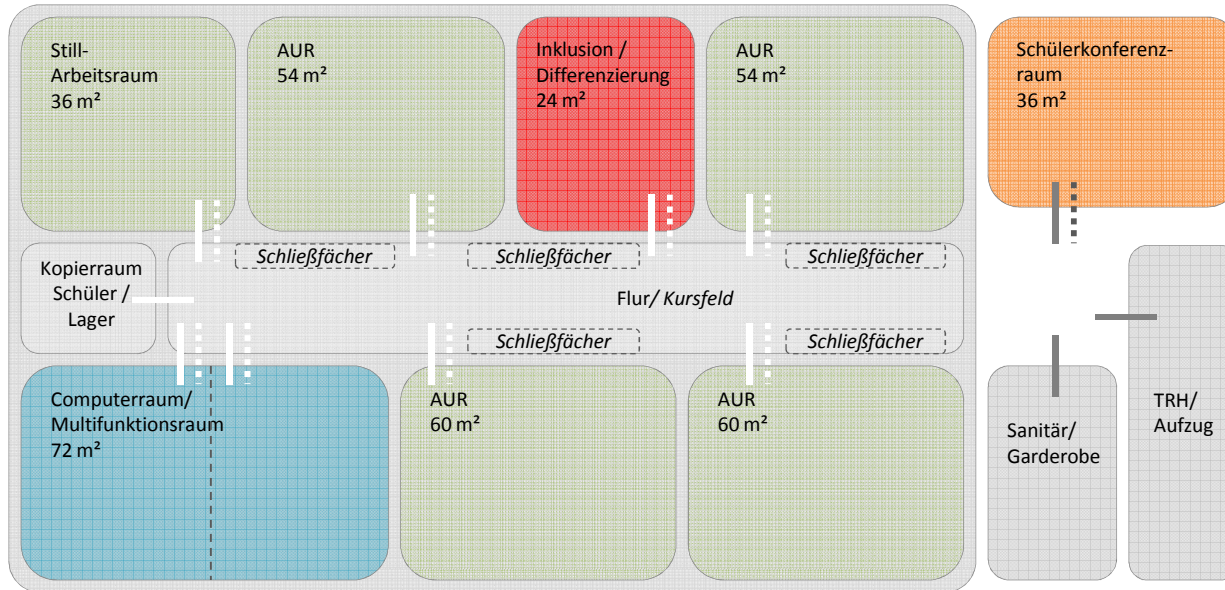 Still-
Arbeitsraum
36 m²
AUR
54 m²
Inklusion /
Differenzierung
24 m²
AUR
54 m²
Schülerkonferenz-
raum
36 m²
Schließfächer
Schließfächer
Schließfächer
Kopierraum
Schüler /
Lager
Flur/ Kursfeld
Schließfächer
Schließfächer
Computerraum/
Multifunktionsraum
72 m²
AUR
60 m²
AUR
60 m²
Sanitär/
Garderobe
TRH/
Aufzug